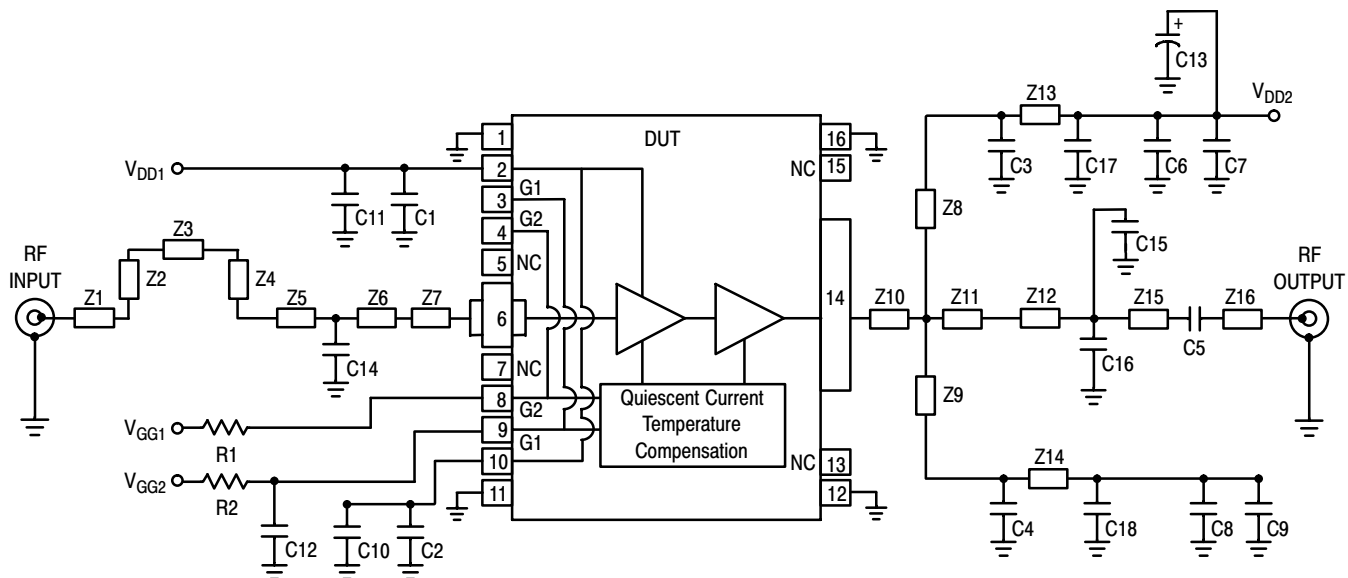 C13
Z13
VDD2
C3
C17
C6
C7
DUT
1
16
NC
15
VDD1
2
G1
3
C11
C1
G2
4
Z8
C15
Z3
RF
INPUT
Z2
Z4
5
NC
RF
OUTPUT
Z1
Z5
Z6
Z7
6
14
Z10
Z11
Z12
Z15
Z16
C14
C5
C16
7
NC
8
G2
Quiescent Current
Temperature
Compensation
Z9
VGG1
R1
9
G1
VGG2
R2
10
NC
13
Z14
11
12
C12
C10
C2
C4
C18
C8
C9